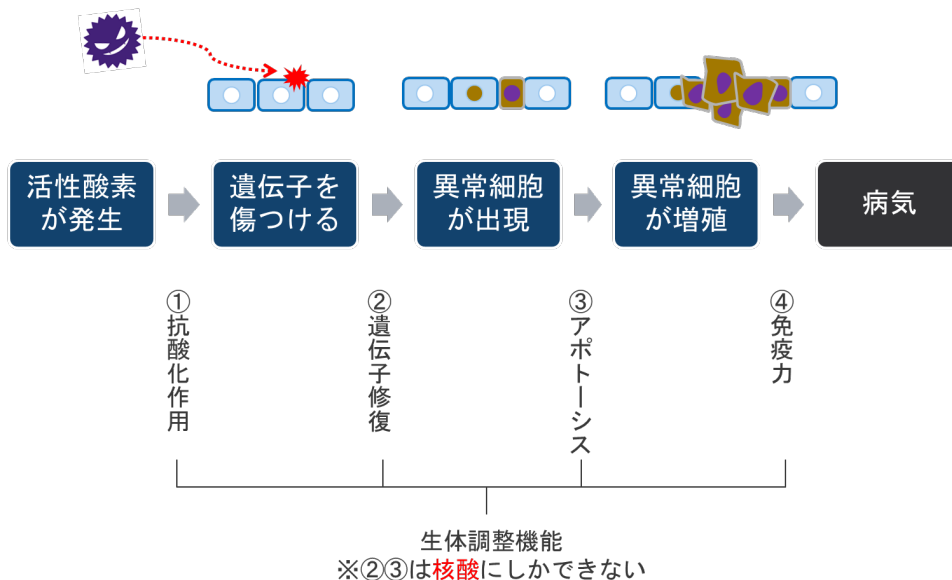 活性酸素
が発生
遺伝子を
傷つける
異常細胞
が出現
異常細胞
が増殖
病気
①抗酸化作用
②遺伝子修復
③アポトーシス
④免疫力
生体調整機能
※②③は核酸にしかできない